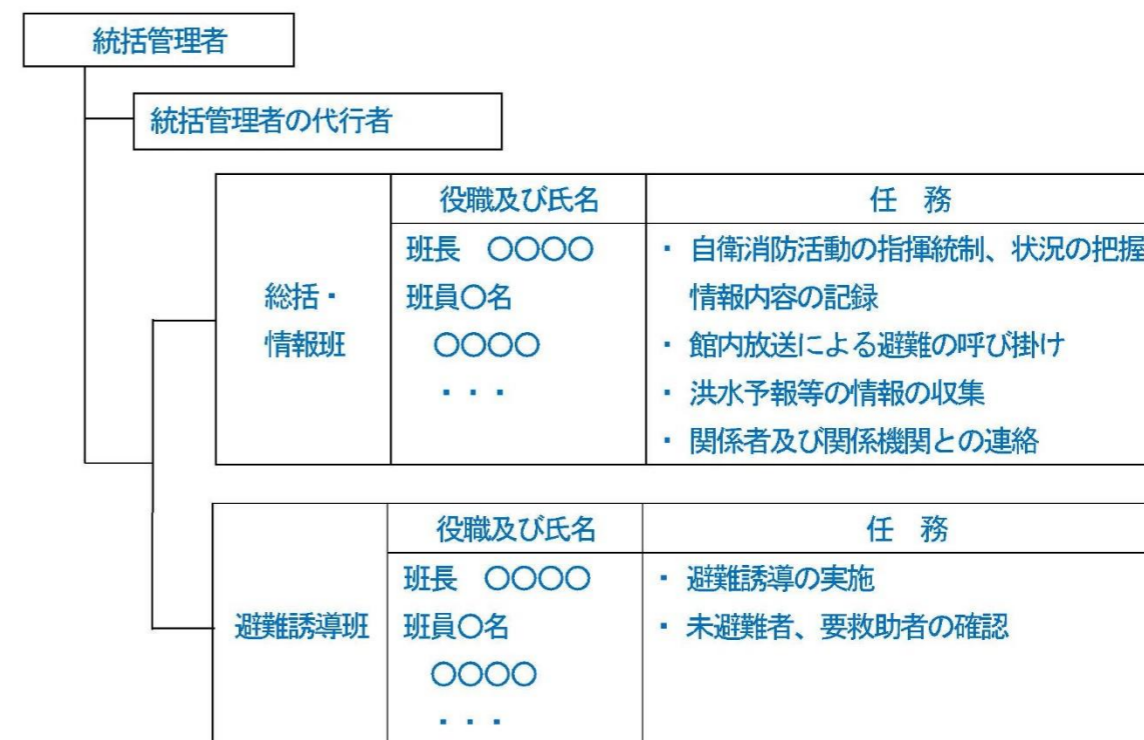 統括管理者
統括管理者の代行者
総括・
情報班
役職及び氏名
班長 〇〇〇〇
班員〇名
〇〇〇〇
・・・
任 務
・ 自衛消防活動の指揮統制、状況の把握
情報内容の記録
・ 館内放送による避難の呼び掛け
・ 洪水予報等の情報の収集
・ 関係者及び関係機関との連絡
避難誘導班
役職及び氏名
班長 〇〇〇〇
班員〇名
〇〇〇〇
・・・
任 務
・ 避難誘導の実施
・ 未避難者、要救助者の確認